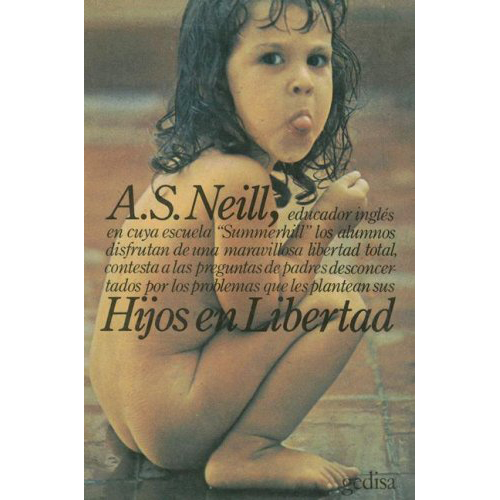 A.S. Neill, educador inglés
en cuya escuela "Summerhill" los alumnos
disfrutan de una maravillosa libertad total,
contesta a las preguntas de padres desconcer
tados por los problemas que les plantean sus
Hijos en Libertad
gedisa